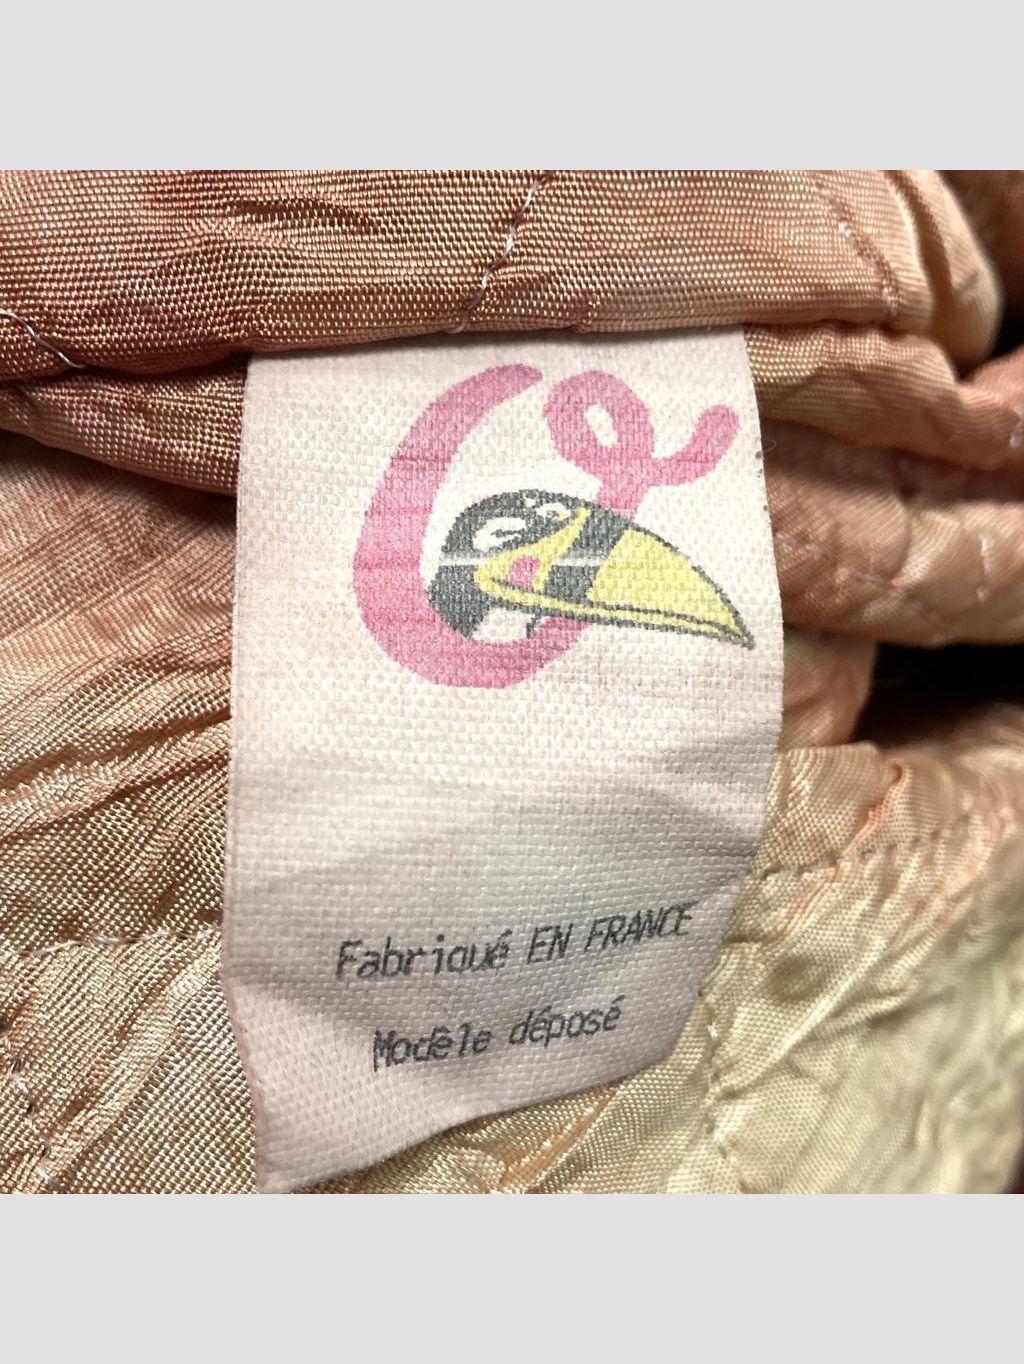 Fabriqué EN FRANCE
Modèle déposé